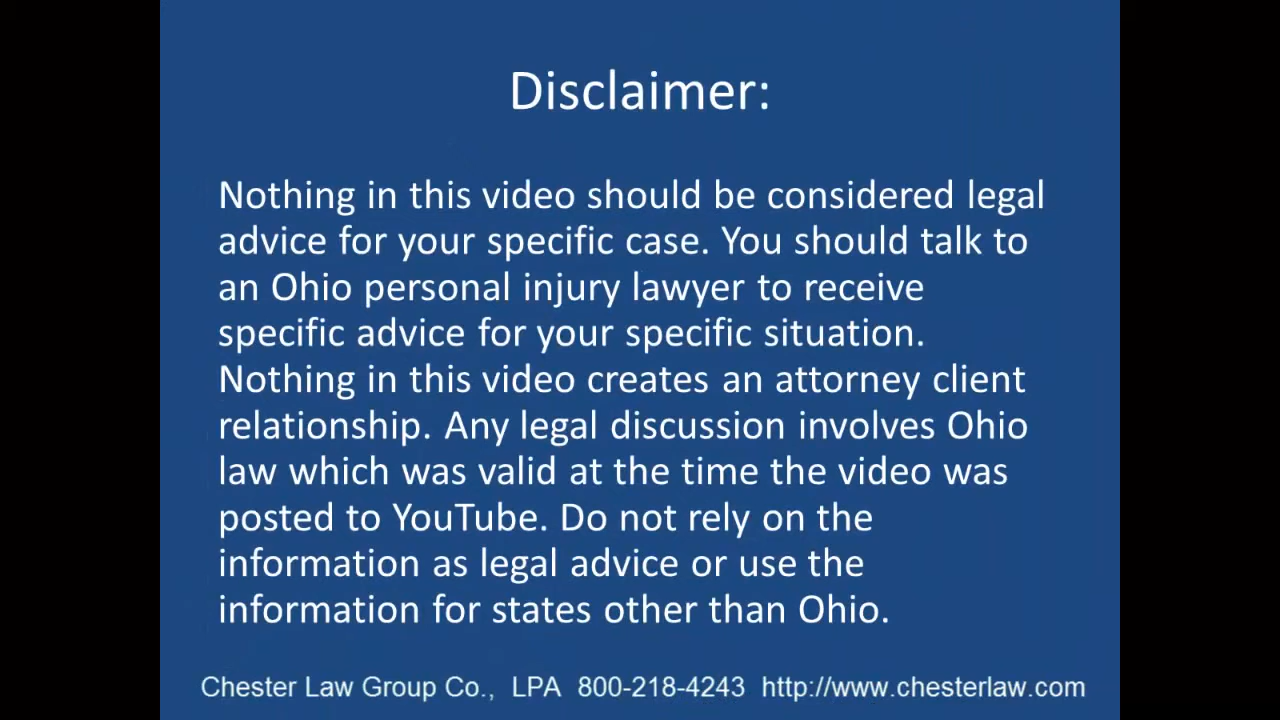 Disclaimer:
Nothing in this video should be considered legal
advice for your specific case. You should talk to
an Ohio personal injury lawyer to receive
specific advice for your specific situation.
Nothing in this video creates an attorney client
relationship. Any legal discussion involves Ohio
law which was valid at the time the video was
posted to YouTube. Do not rely on the
information as legal advice or use the
information for states other than Ohio.
Chester Law Group Co., LPA 800-218-4243 http://www.chesterlaw.com